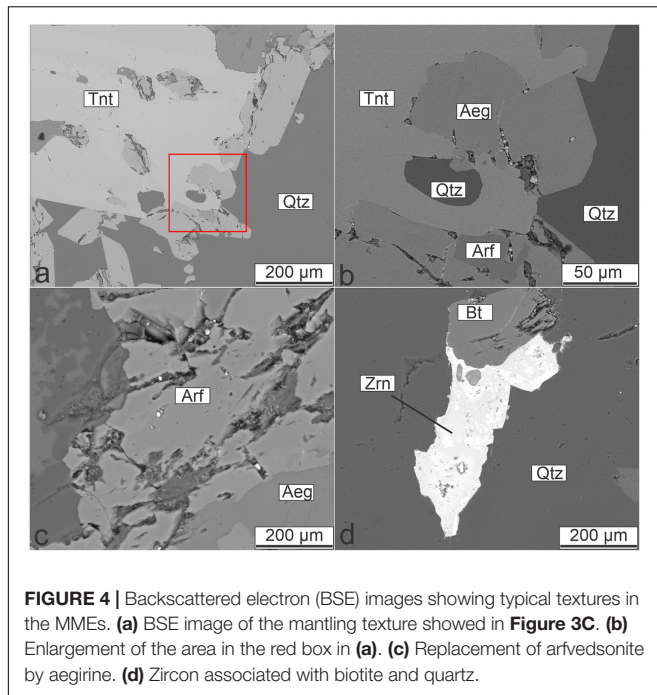 Tnt
Qtz
a
200 µm
Aeg
Tnt
Qtz
Qtz
Arf
b
50 µm
Arf
Aeg
c
200 µm
Bt
Zrn
Qtz
d
200 µm
FIGURE 4 | Backscattered electron (BSE) images showing typical textures in
the MMEs. (a) BSE image of the mantling texture showed in Figure 3C. (b)
Enlargement of the area in the red box in (a). (c) Replacement of arfvedsonite
by aegirine. (d) Zircon associated with biotite and quartz.